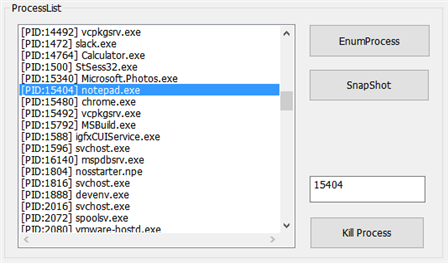 ProcessList
[PID:14492] vcpkgsrv.exe
[PID:1472] slack.exe
[PID:14764] Calculator.exe
[PID:1500] StSess32.exe
[PID:15340] Microsoft.Photos.exe
[PID:15404] notepad.exe
[PID:15480] chrome.exe
[PID:15492] vcpkgsrv.exe
[PID:15792] MSBuild.exe
[PID:1588] igfxCUIService.exe
[PID:1596] svchost.exe
[PID:16140] mspdbsrv.exe
[PID:1804] nosstarter.npe
[PID:1816] svchost.exe
[PID:1888] devenv.exe
[PID:2016] svchost.exe
[PID:2072] spoolsv.exe
[PID:2080] vmware-hostd.exe
EnumProcess
SnapShot
15404
Kill Process